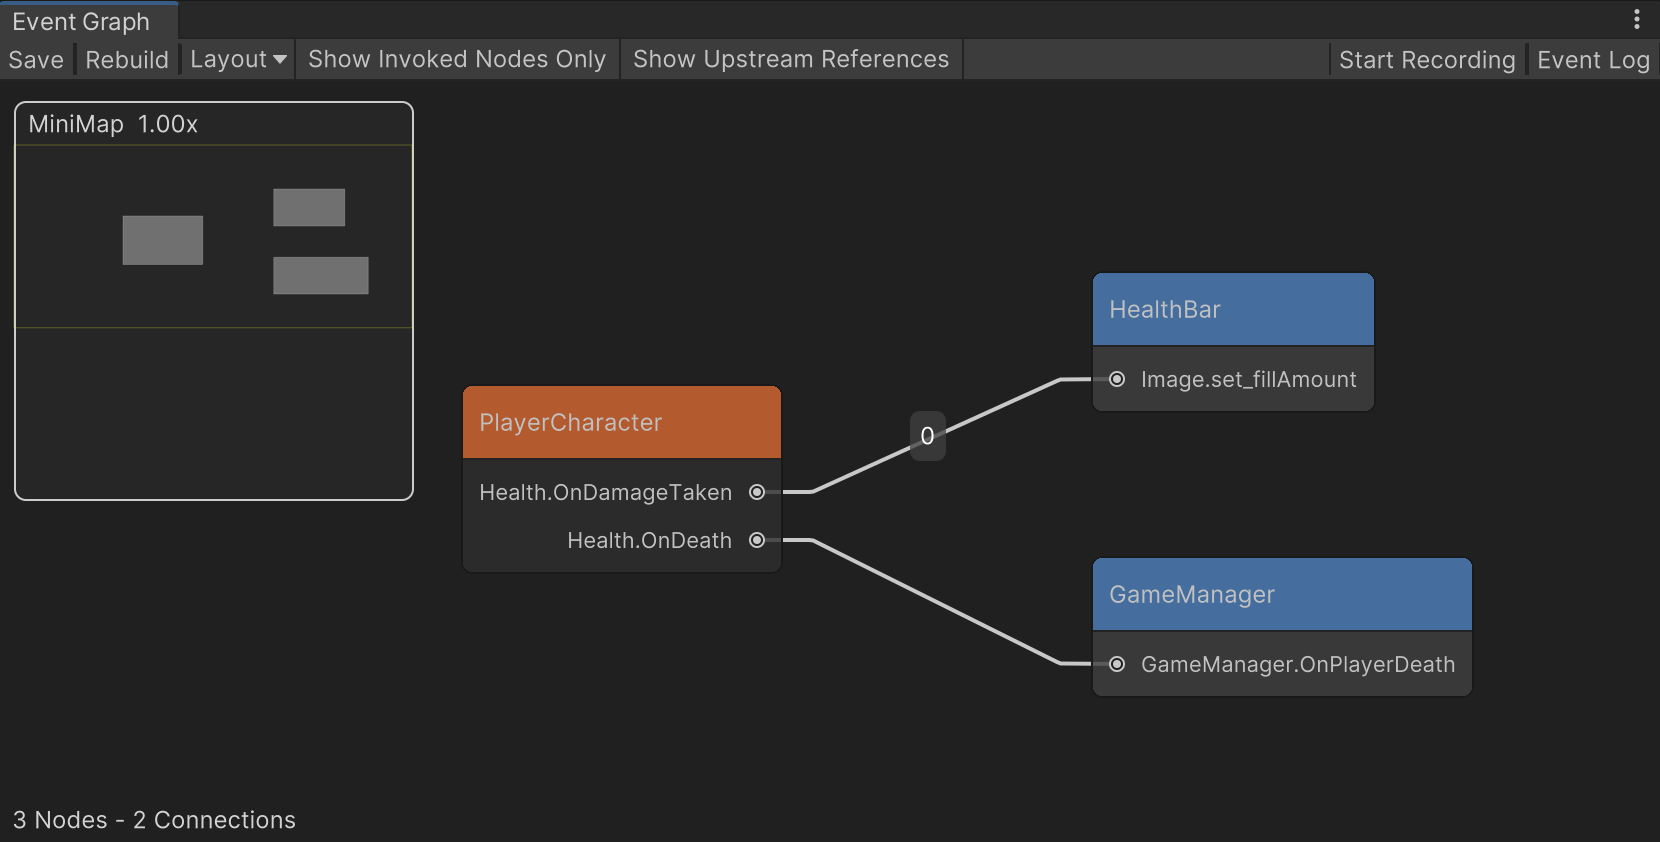 Event Graph
Save Rebuild Layout Show Invoked Nodes Only Show Upstream References Start Recording Event Log
MiniMap 1.00x
HealthBar
Image.set_fillAmount
PlayerCharacter
0
Health.OnDamageTaken
Health.OnDeath
GameManager
GameManager.OnPlayerDeath
3 Nodes - 2 Connections